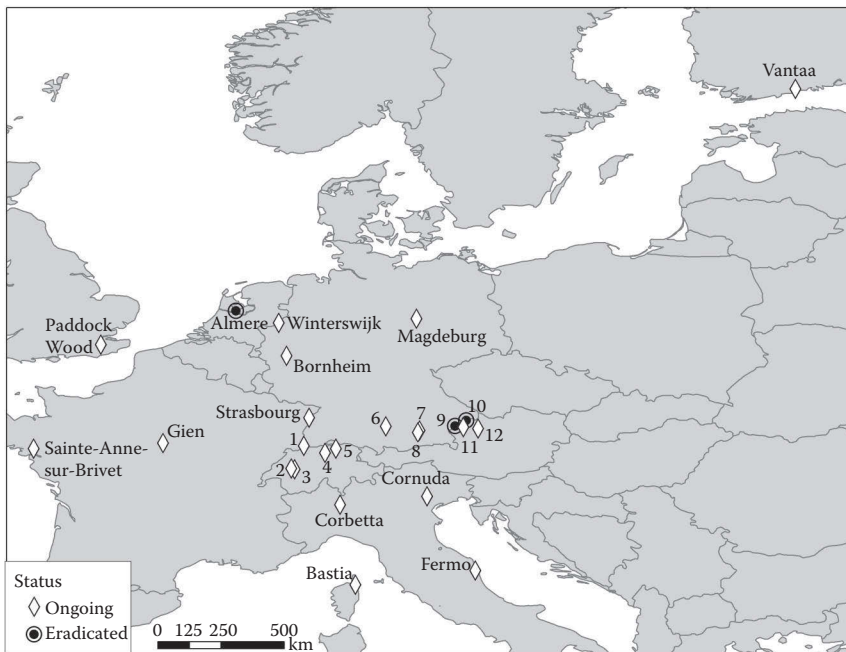 Vantaa
Paddock
Wood
Almere
Winterswijk
Magdeburg
Bornheim
Strasbourg
Gien
Sainte-Anne-
sur-Brivet
1
2
3
4
5
6
7
8
9
10
11
12
Cornuda
Corbetta
Bastia
Fermo
Status
Ongoing
Eradicated
0 125 250 500
km